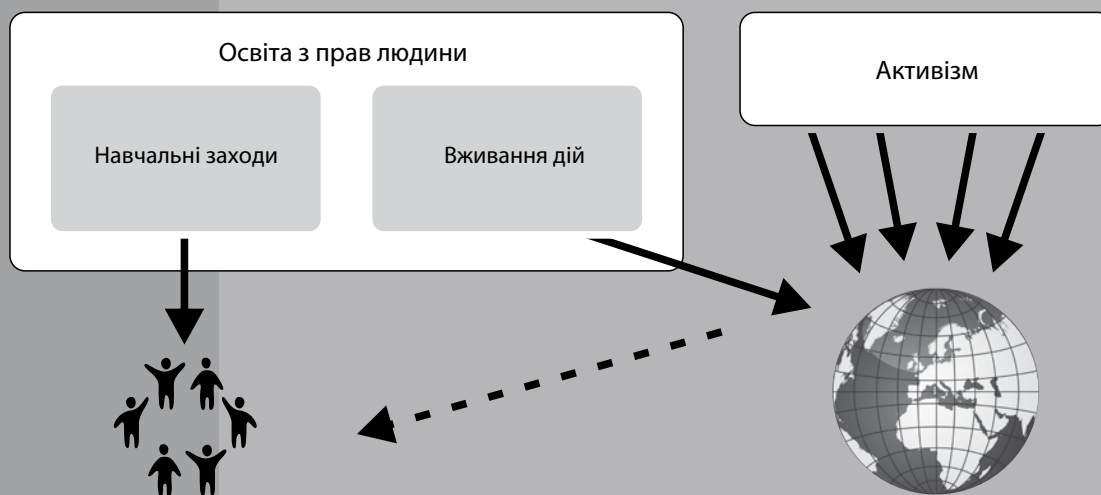 Освіта з прав людини
Активізм
Навчальні заходи
Вживання дій